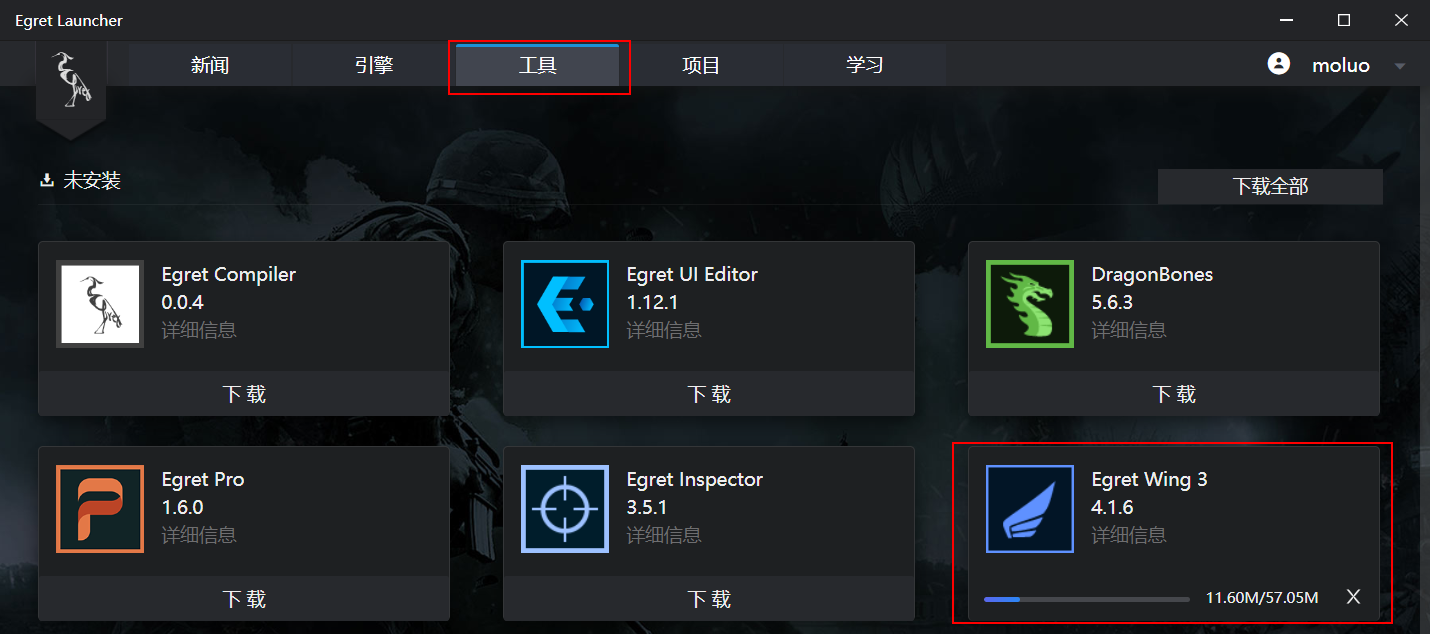 Egret Launcher
新闻 引擎 工具 项目 学习 moluo
未安装 下载全部
Egret Compiler
0.0.4
详细信息
下 载
Egret UI Editor
1.12.1
详细信息
下 载
DragonBones
5.6.3
详细信息
下 载
Egret Pro
1.6.0
详细信息
下 载
Egret Inspector
3.5.1
详细信息
下 载
Egret Wing 3
4.1.6
详细信息
11.60M/57.05M